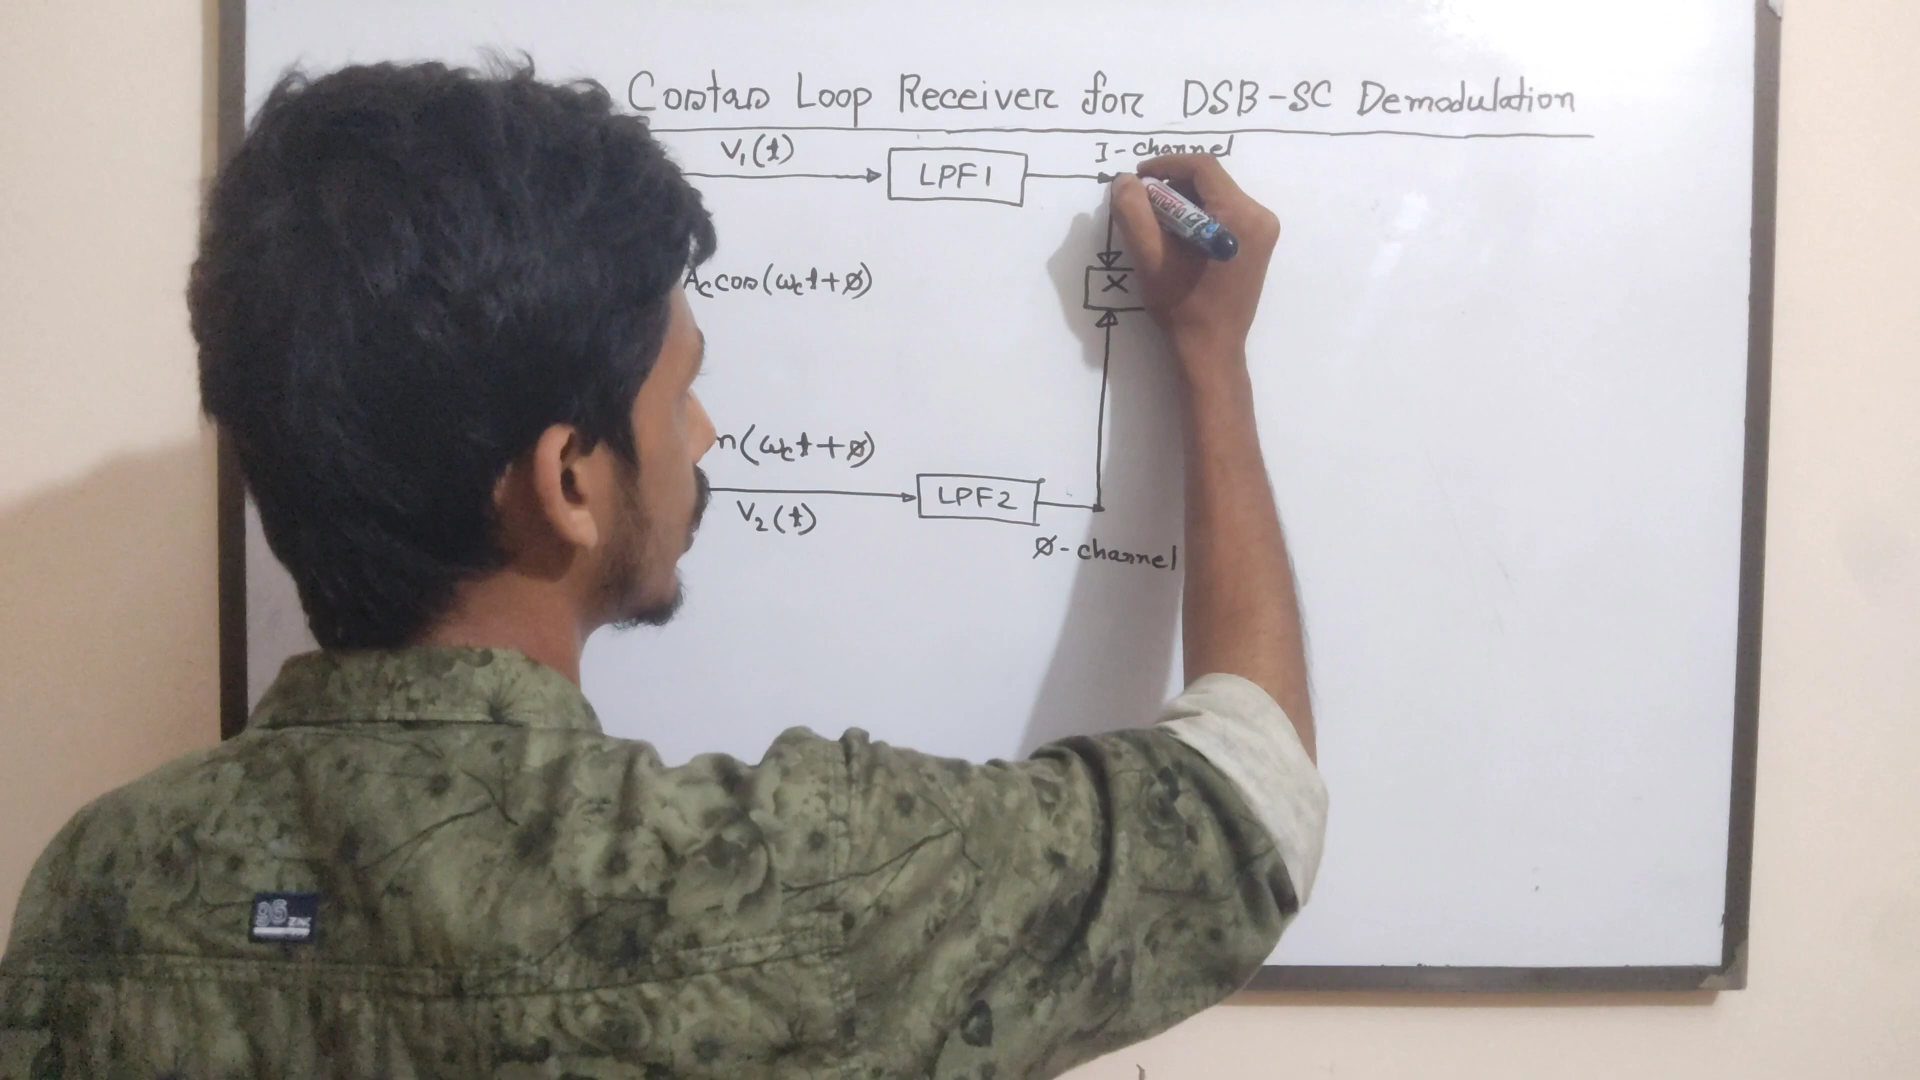 Costas Loop Receiver for DSB-SC Demodulation
V₁(t)
LPF1
I-channel
Ac cos(ωct+ø)
X
n(ωct+ø)
LPF2
V₂(t)
Ø-channel